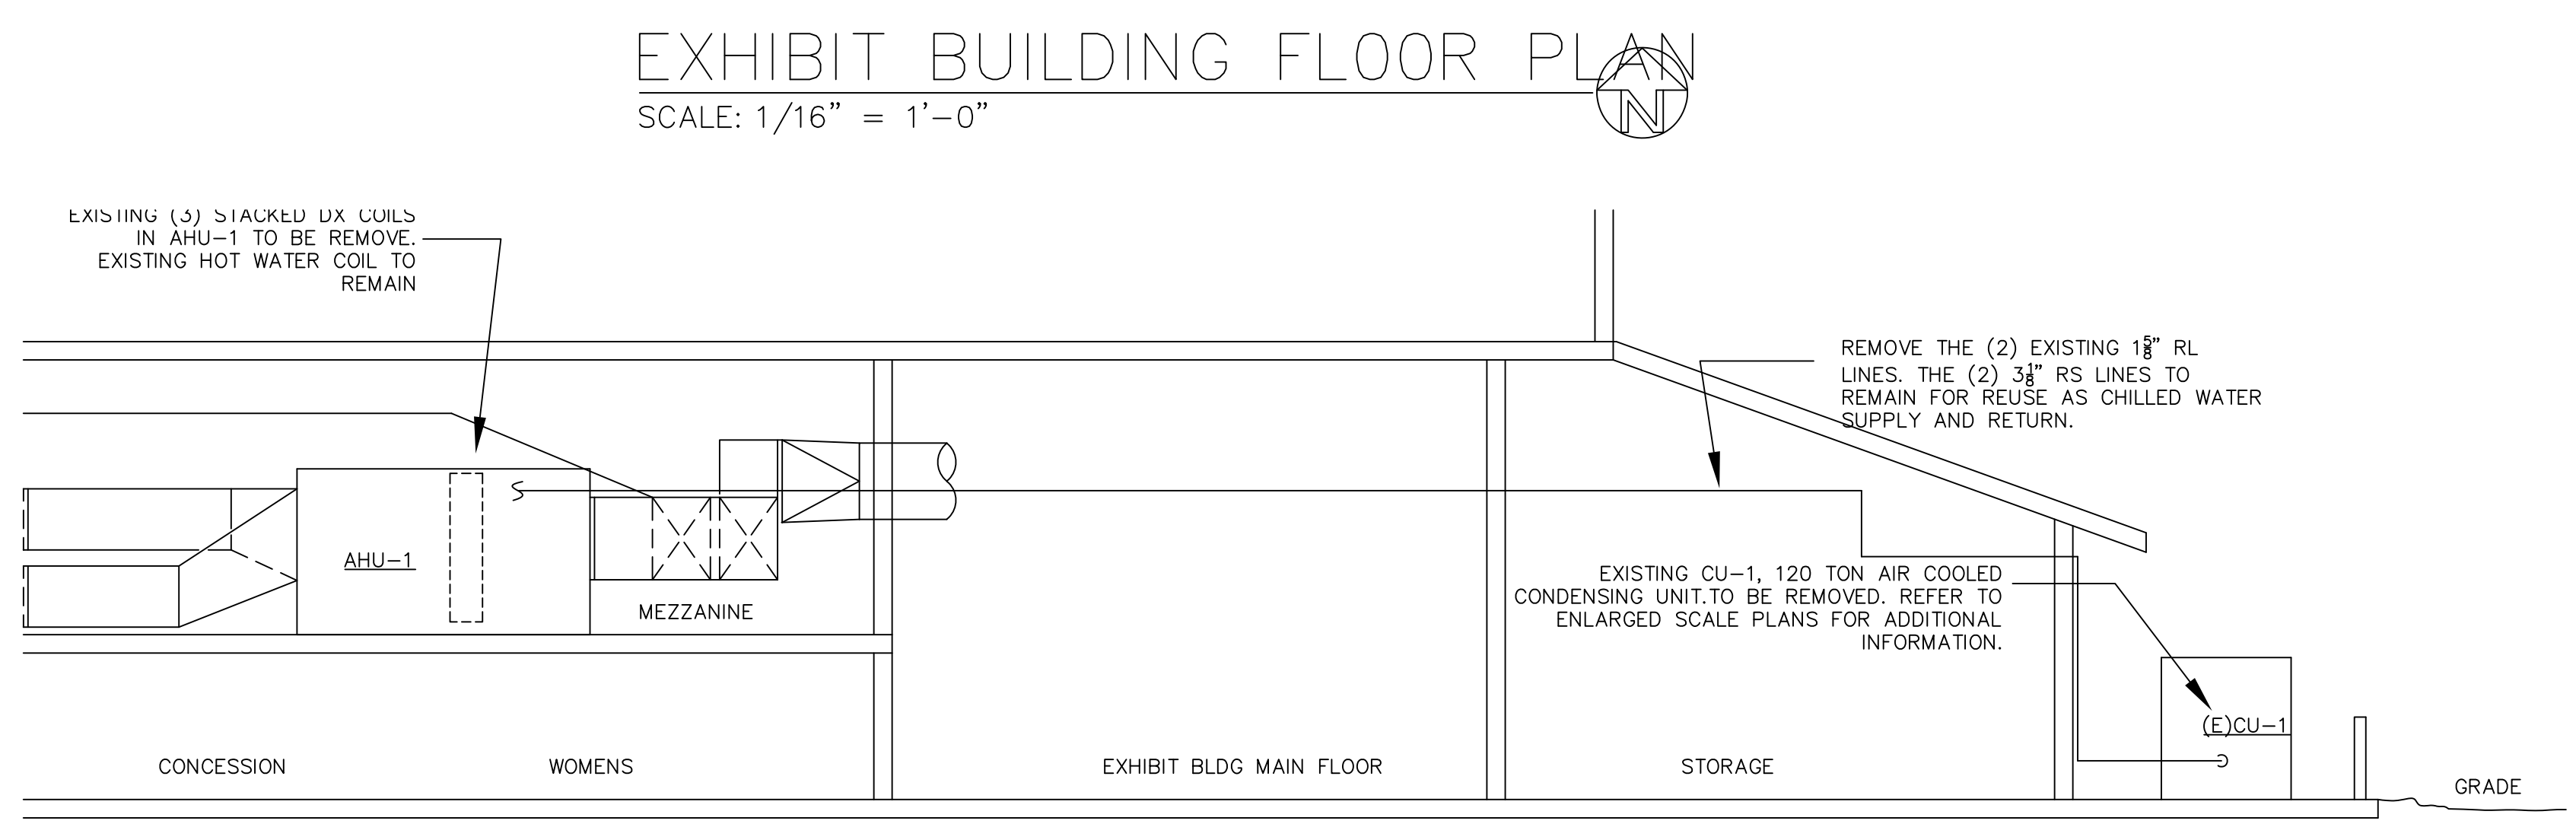 EXHIBIT BUILDING FLOOR PLAN
N
SCALE: 1/16" = 1'-0"
EXISTING (3) STACKED DX COILS
IN AHU-1 TO BE REMOVE.
EXISTING HOT WATER COIL TO
REMAIN
REMOVE THE (2) EXISTING 1 5/8" RL
LINES. THE (2) 3 1/8" RS LINES TO
REMAIN FOR REUSE AS CHILLED WATER
SUPPLY AND RETURN.
AHU-1
MEZZANINE
EXISTING CU-1, 120 TON AIR COOLED
CONDENSING UNIT.TO BE REMOVED. REFER TO
ENLARGED SCALE PLANS FOR ADDITIONAL
INFORMATION.
(E)CU-1
CONCESSION
WOMENS
EXHIBIT BLDG MAIN FLOOR
STORAGE
GRADE